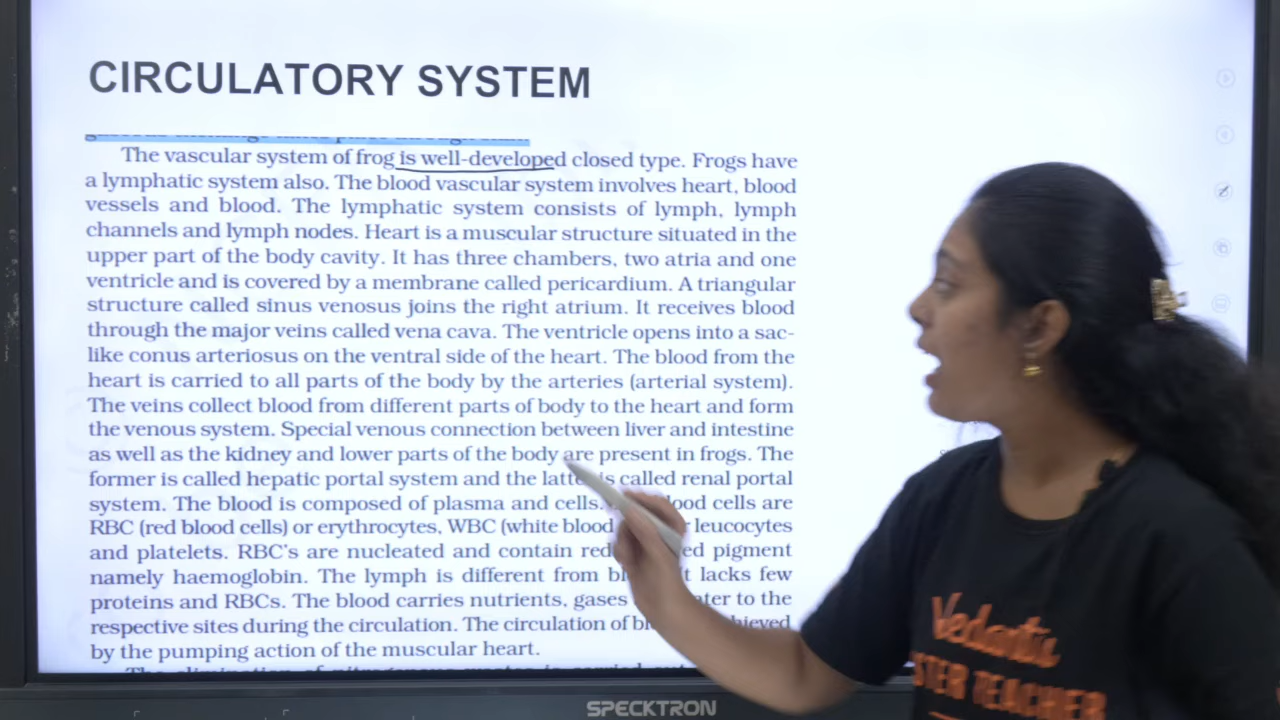 CIRCULATORY SYSTEM
The vascular system of frog is well-developed closed type. Frogs have
a lymphatic system also. The blood vascular system involves heart, blood
vessels and blood. The lymphatic system consists of lymph, lymph
channels and lymph nodes. Heart is a muscular structure situated in the
upper part of the body cavity. It has three chambers, two atria and one
ventricle and is covered by a membrane called pericardium. A triangular
structure called sinus venosus joins the right atrium. It receives blood
through the major veins called vena cava. The ventricle opens into a sac-
like conus arteriosus on the ventral side of the heart. The blood from the
heart is carried to all parts of the body by the arteries (arterial system).
The veins collect blood from different parts of body to the heart and form
the venous system. Special venous connection between liver and intestine
as well as the kidney and lower parts of the body are present in frogs. The
former is called hepatic portal system and the latte is called renal portal
system. The blood is composed of plasma and cells. ood cells are
RBC (red blood cells) or erythrocytes, WBC (white blood leucocytes
and platelets. RBC's are nucleated and contain red ed pigment
namely haemoglobin. The lymph is different from bl t lacks few
proteins and RBCs. The blood carries nutrients, gases ater to the
respective sites during the circulation. The circulation of bl hieved
by the pumping action of the muscular heart.
SPECKTRON
Vedantu
STER TEACHER